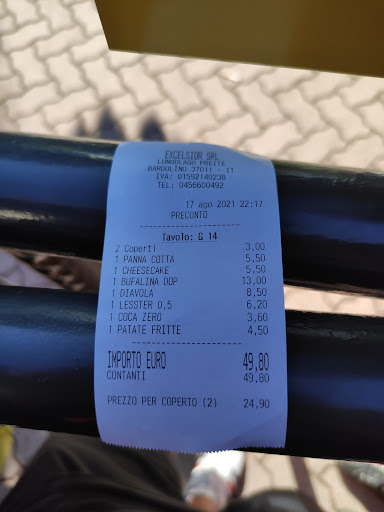 EXCELSIOR SRL
LUNGOLAGO PREITE
BARDOLINO 37011 - IT
IVA: 01592140238
TEL: 0456600492
17 ago 2021 22:17
PRECONTO
Tavolo: G 14
2 Coperti 3,00
1 PANNA COTTA 5,50
1 CHEESECAKE 5,50
1 BUFALINA DOP 13,00
1 DIAVOLA 8,50
1 LESSTER 0,5 6,20
1 COCA ZERO 3,60
1 PATATE FRITTE 4,50
IMPORTO EURO 49,80
CONTANTI 49,80
PREZZO PER COPERTO (2) 24,90